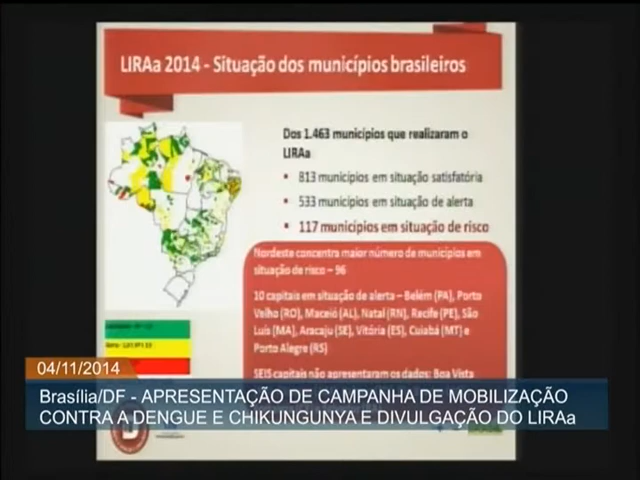 LIRAa 2014 - Situação dos municípios brasileiros
Dos 1.463 municípios que realizaram o
LIRAa
813 municípios em situação satisfatória
533 municípios em situação de alerta
117 municípios em situação de risco
Nordeste concentra maior número de municípios em
situação de risco – 96
10 capitais em situação de alerta – Belém (PA), Porto
Velho (RO), Maceió (AL), Natal (RN), Recife (PE), São
Luís (MA), Aracaju (SE), Vitória (ES), Cuiabá (MT) e
Porto Alegre (RS)
SEIS capitais não apresentaram os dados: Boa Vista
04/11/2014
Brasília/DF - APRESENTAÇÃO DE CAMPANHA DE MOBILIZAÇÃO
CONTRA A DENGUE E CHIKUNGUNYA E DIVULGAÇÃO DO LIRAa